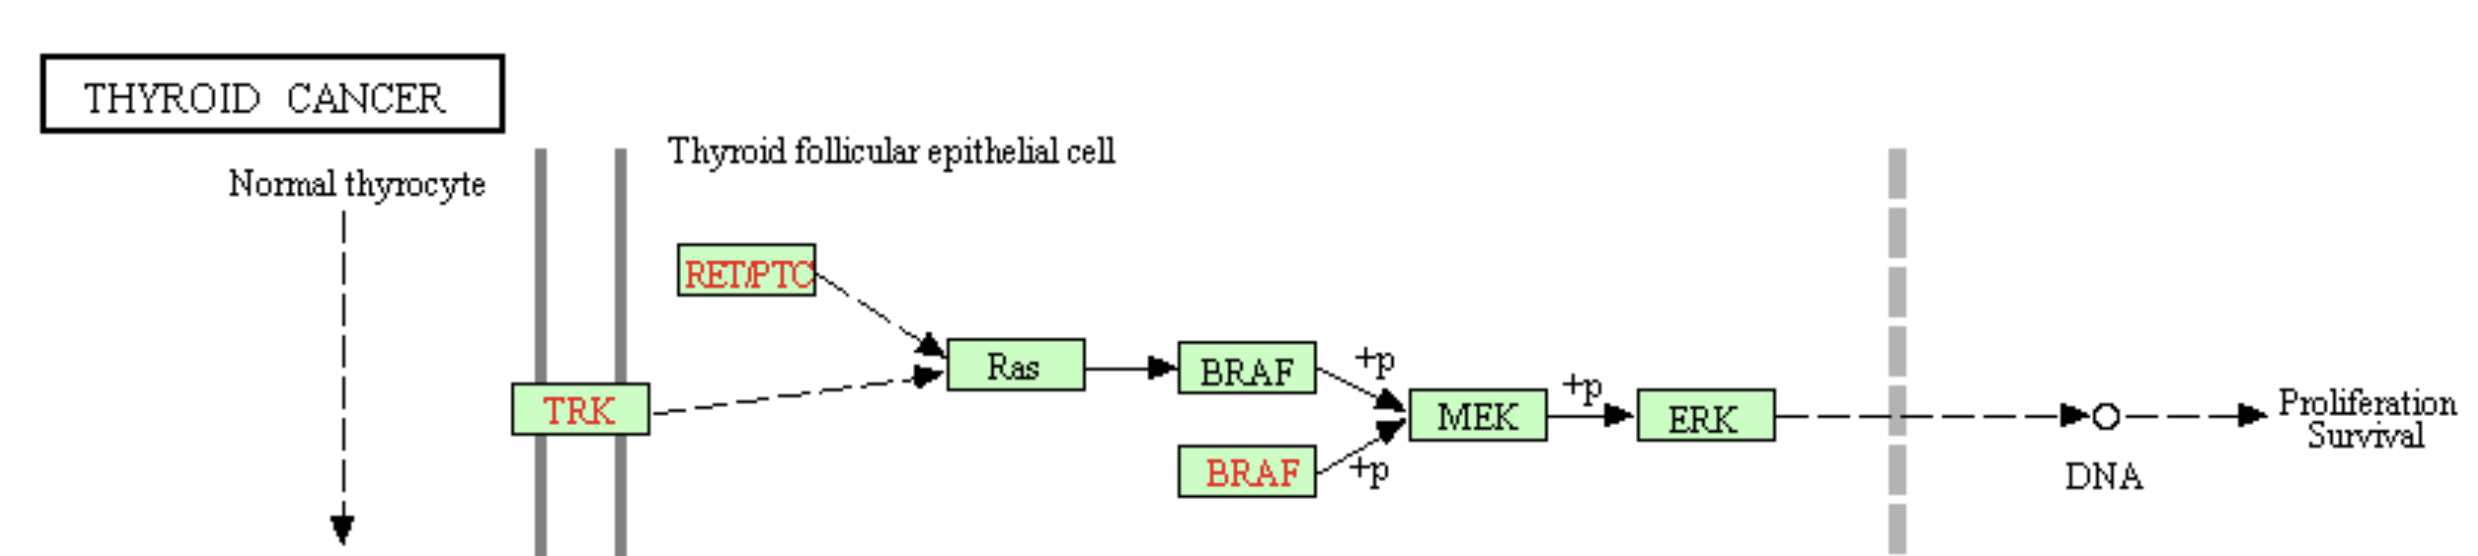 THYROID CANCER
Thyroid follicular epithelial cell
Normal thyrocyte
RET/PTC
Ras
BRAF
+p
TRK
MEK
+p
ERK
Proliferation
Survival
BRAF
+p
DNA